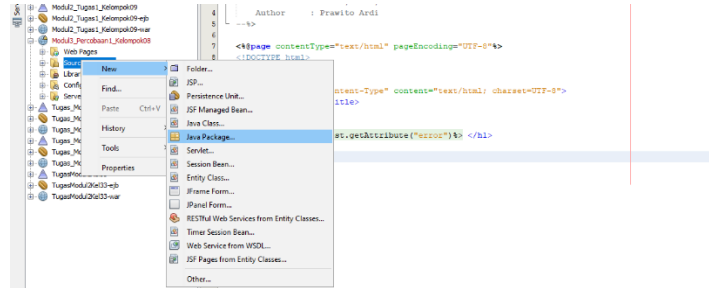 Modul2_Tugas1_Kelompok09
Modul2_Tugas1_Kelompok09-ejb
Modul2_Tugas1_Kelompok09-war
Modul3_Percobaan1_Kelompok08
Web Pages
Sourc
Librar
Config
Serve
Tugas_Mo
Tugas_Mo
Tugas_Mo
Tugas_Mo
Tugas_Mo
Tugas_Mo
TugasModul2Kel33-ejb
TugasModul2Kel33-war
New
Find...
Paste Ctrl+V
History
Tools
Properties
Folder...
JSP...
Persistence Unit...
JSF Managed Bean...
Java Class...
Java Package...
Servlet...
Session Bean...
Entity Class...
JFrame Form...
JPanel Form...
RESTful Web Services from Entity Classes...
Timer Session Bean...
Web Service from WSDL...
JSF Pages from Entity Classes...
Other...
4 Author : Prawito Ardi
5 --%>
6
7 <%@page contentType="text/html" pageEncoding="UTF-8"%>
8 <!DOCTYPE html>
ntent-Type" content="text/html; charset=UTF-8">
itle>
st.getAttribute("error")%> </h1>